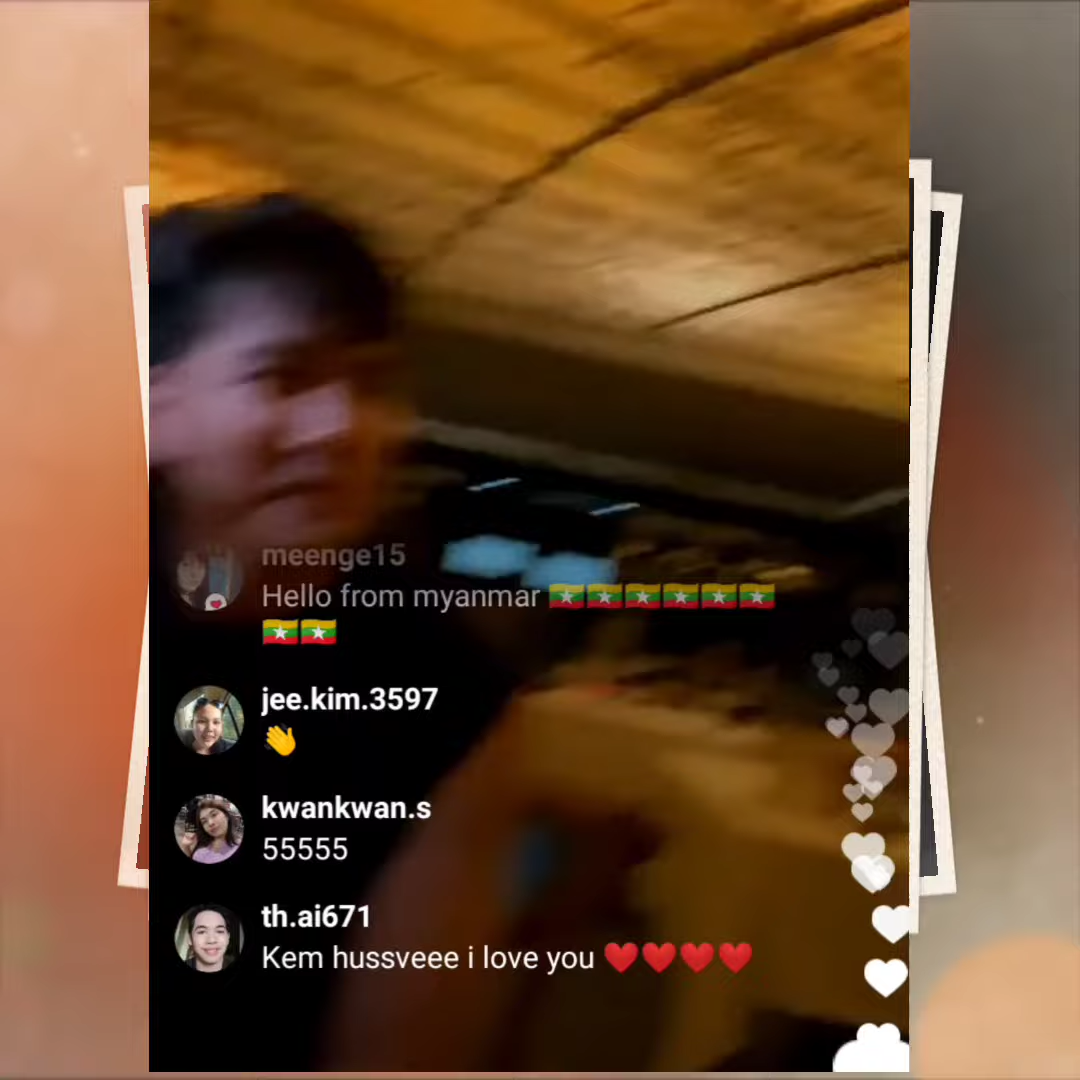 meenge15
Hello from myanmar 🇲🇲🇲🇲🇲🇲🇲🇲🇲🇲🇲🇲
🇲🇲🇲🇲
jee.kim.3597
👋
kwankwan.s
55555
th.ai671
Kem hussveee i love you ❤️❤️❤️❤️